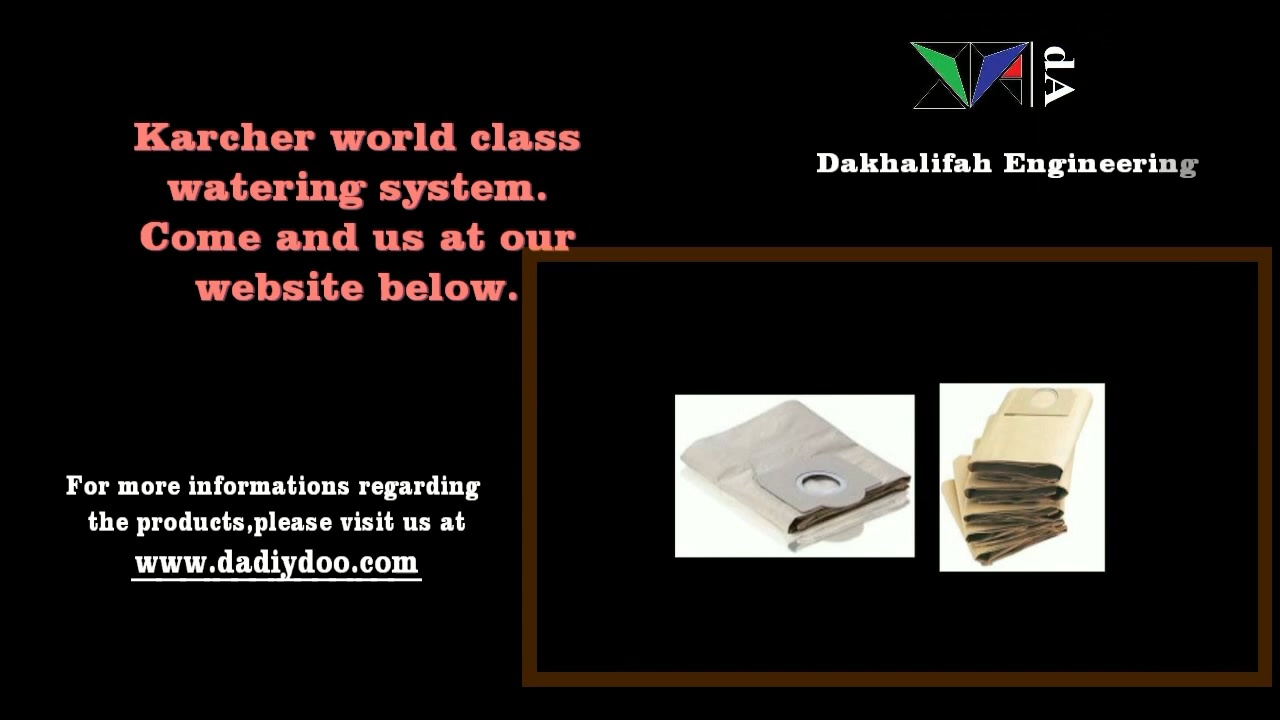 Karcher world class
watering system.
Come and us at our
website below.
dA
Dakhalifah Engineering
For more informations regarding
the products,please visit us at
www.dadiydoo.com